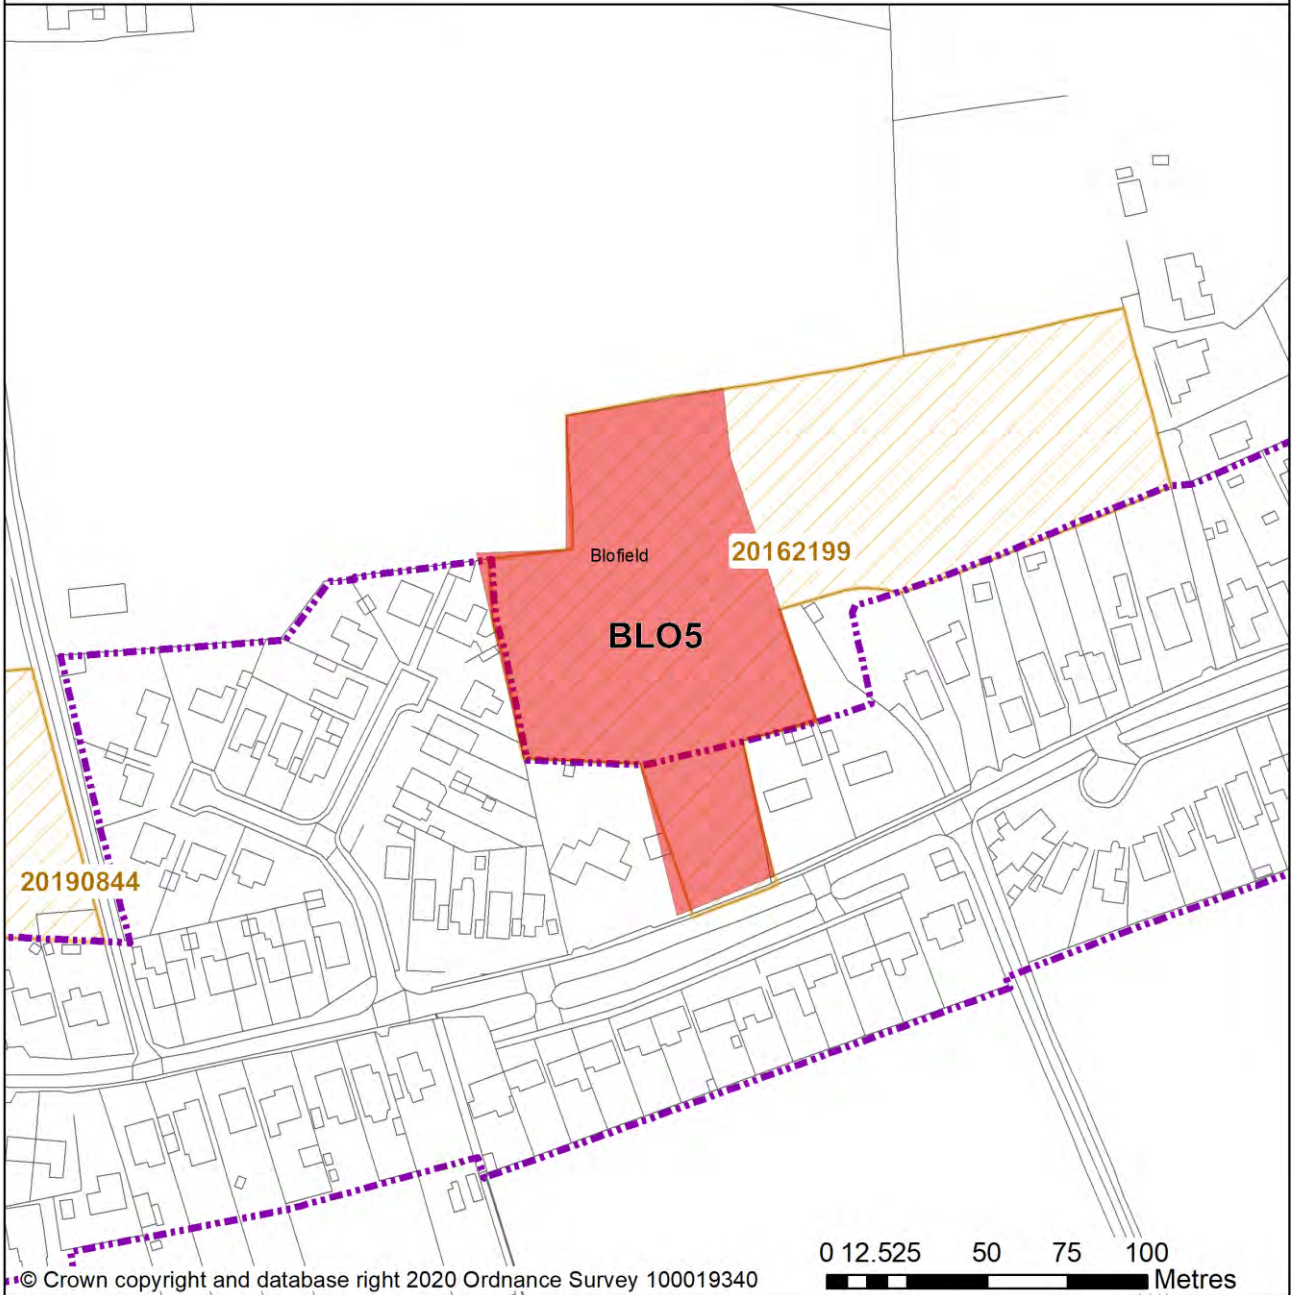 Blofield
20162199
BLO5
20190844
0 12.525 50 75 100
Metres
© Crown copyright and database right 2020 Ordnance Survey 100019340